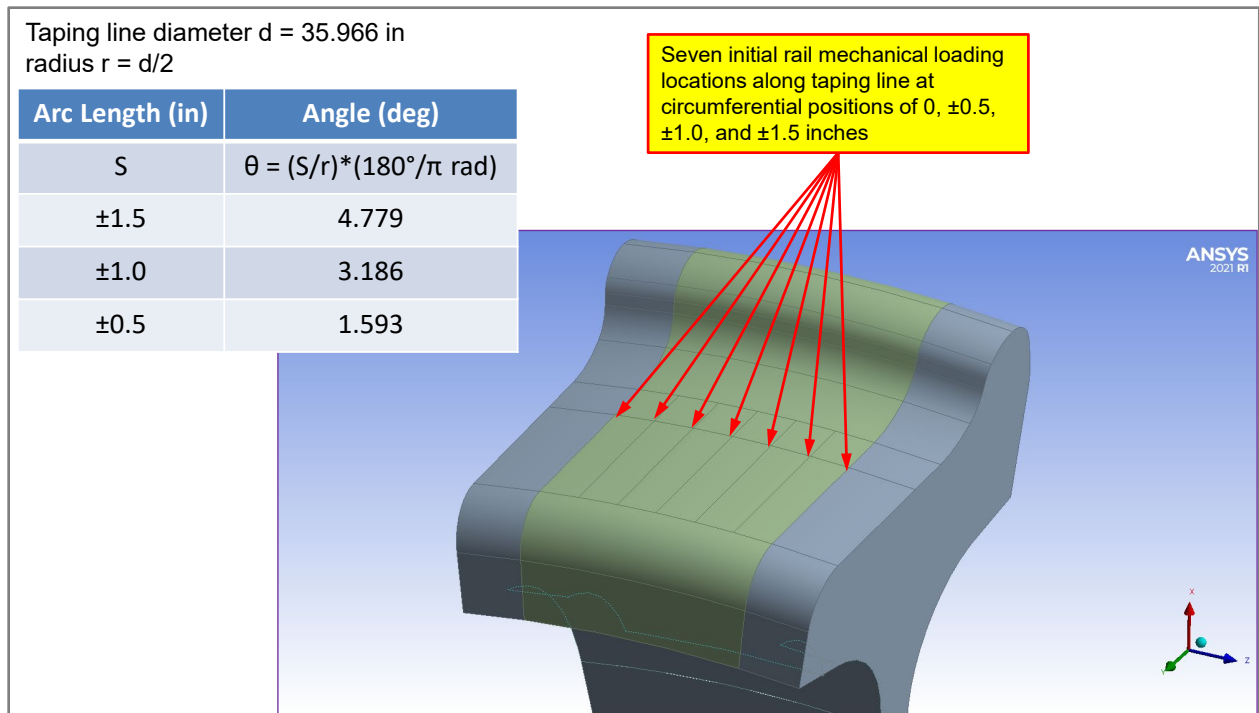 Taping line diameter d = 35.966 in
radius r = d/2
Arc Length (in) Angle (deg)
S θ = (S/r)*(180°/π rad)
±1.5 4.779
±1.0 3.186
±0.5 1.593
Seven initial rail mechanical loading
locations along taping line at
circumferential positions of 0, ±0.5,
±1.0, and ±1.5 inches
ANSYS
2021 R1
X
Y
Z